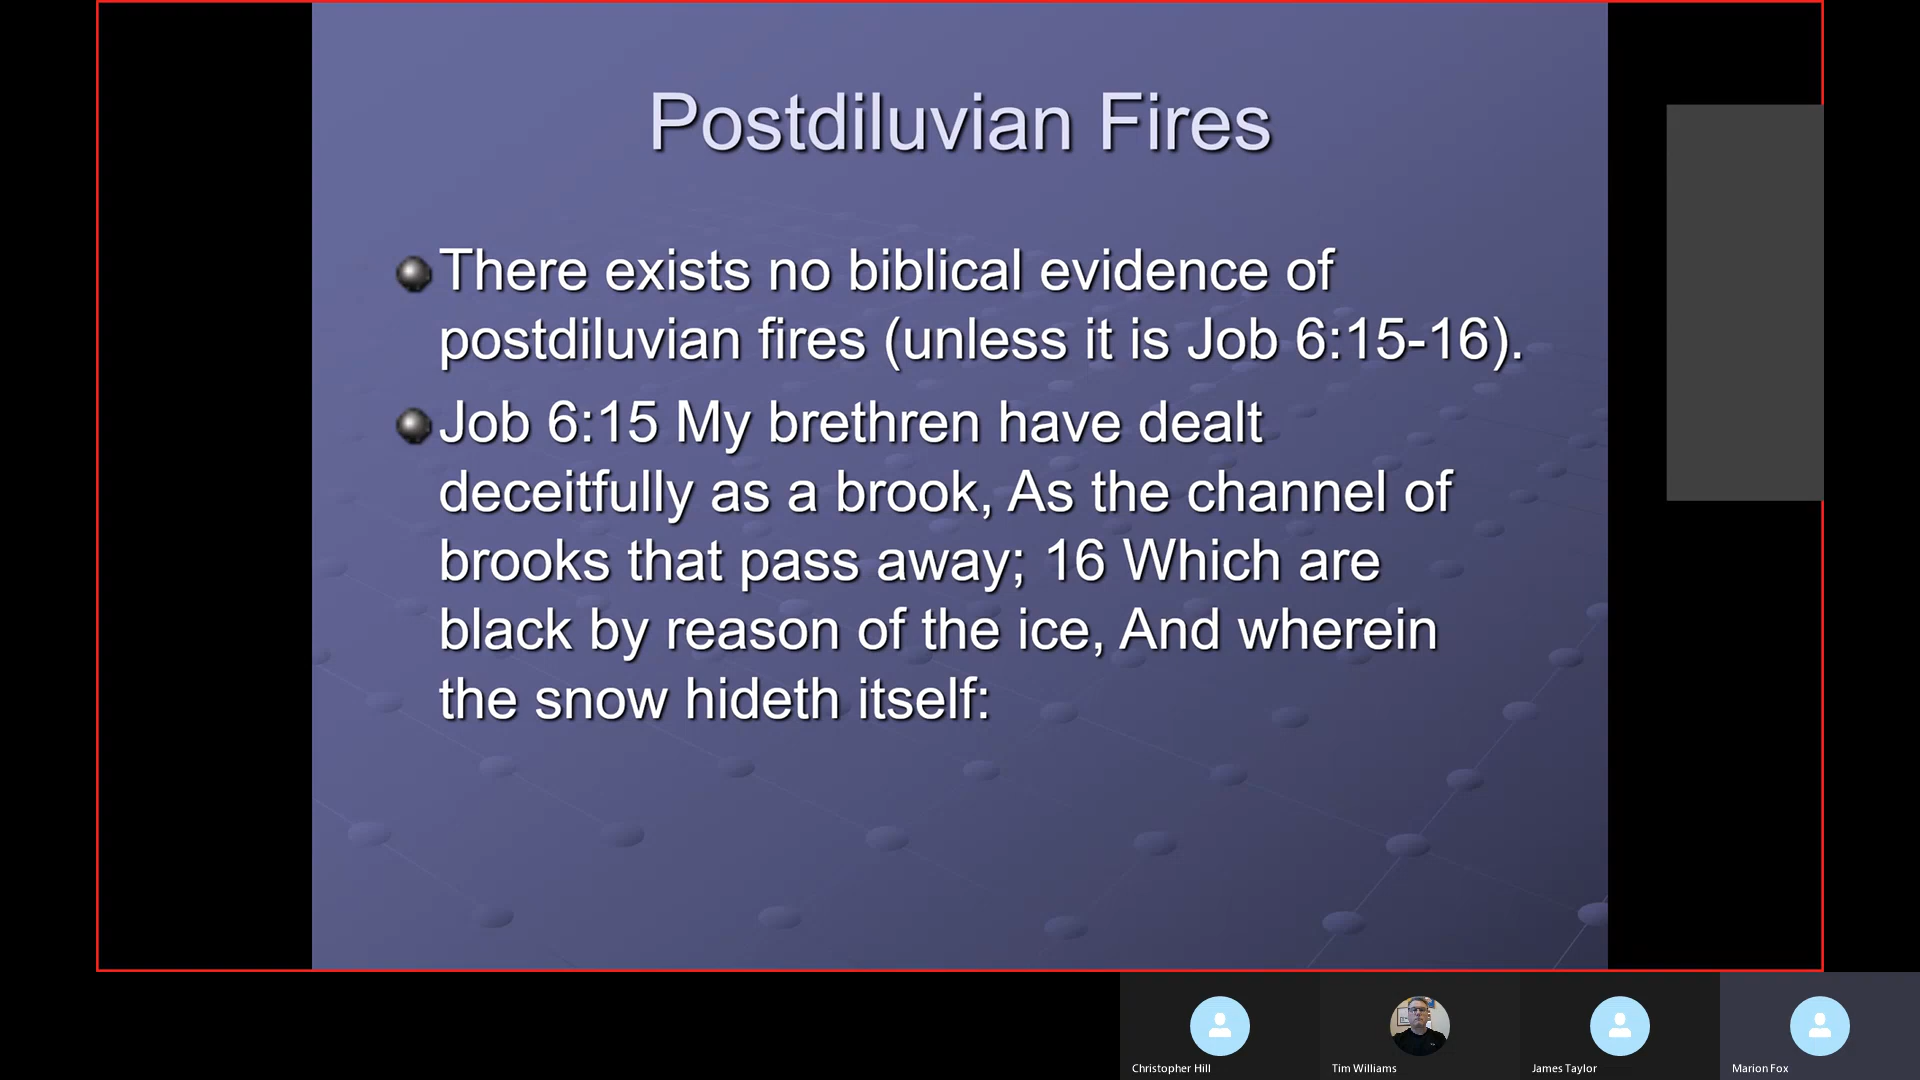 Postdiluvian Fires
There exists no biblical evidence of
postdiluvian fires (unless it is Job 6:15-16).
Job 6:15 My brethren have dealt
deceitfully as a brook, As the channel of
brooks that pass away; 16 Which are
black by reason of the ice, And wherein
the snow hideth itself:
Christopher Hill
Tim Williams
James Taylor
Marion Fox